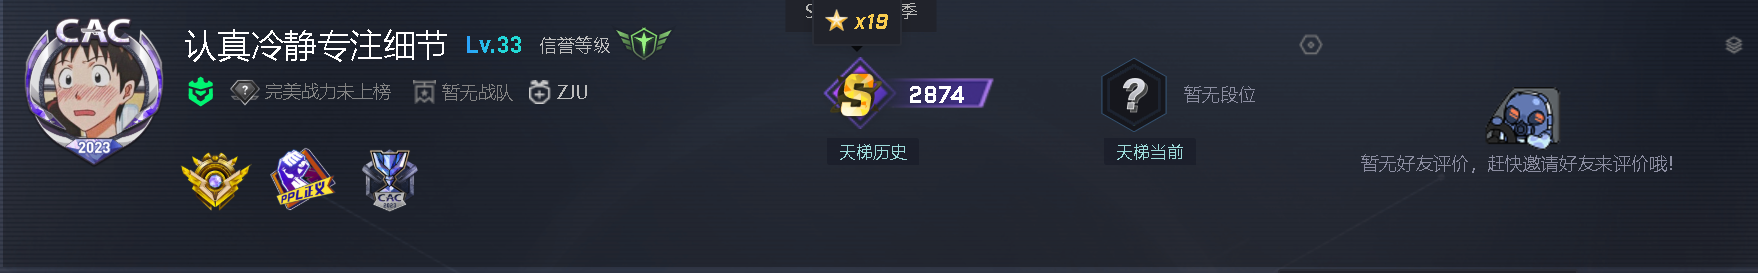 CAC
2023
认真冷静专注细节 Lv.33 信誉等级
? 完美战力未上榜 暂无战队 ZJU
PPL正义
CAC
2023
S 季
x19
S 2874
天梯历史
? 暂无段位
天梯当前
暂无好友评价，赶快邀请好友来评价哦!